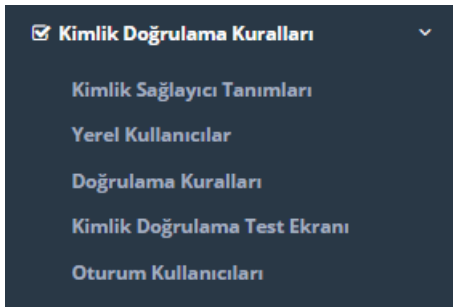 Kimlik Doğrulama Kuralları
Kimlik Sağlayıcı Tanımları
Yerel Kullanıcılar
Doğrulama Kuralları
Kimlik Doğrulama Test Ekranı
Oturum Kullanıcıları